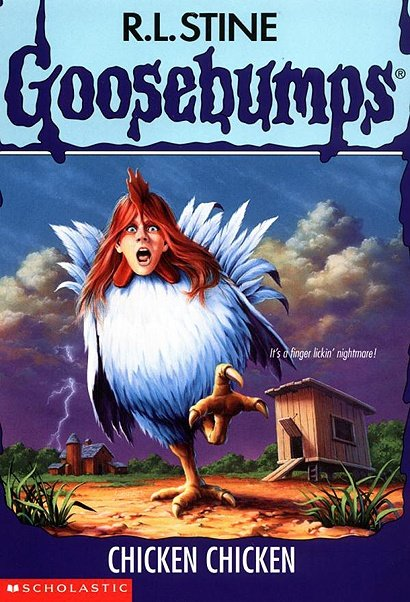 R.L. STINE
Goosebumps®
It's a finger lickin' nightmare!
CHICKEN CHICKEN
SCHOLASTIC